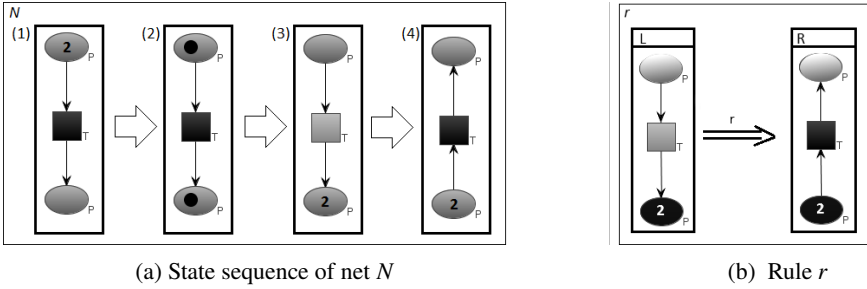 N
(1) (2) (3) (4)
2 P P P P
T T T T
P P 2 P 2 P
r
L R
P P
T r T
2 P 2 P
(a) State sequence of net N
(b) Rule r